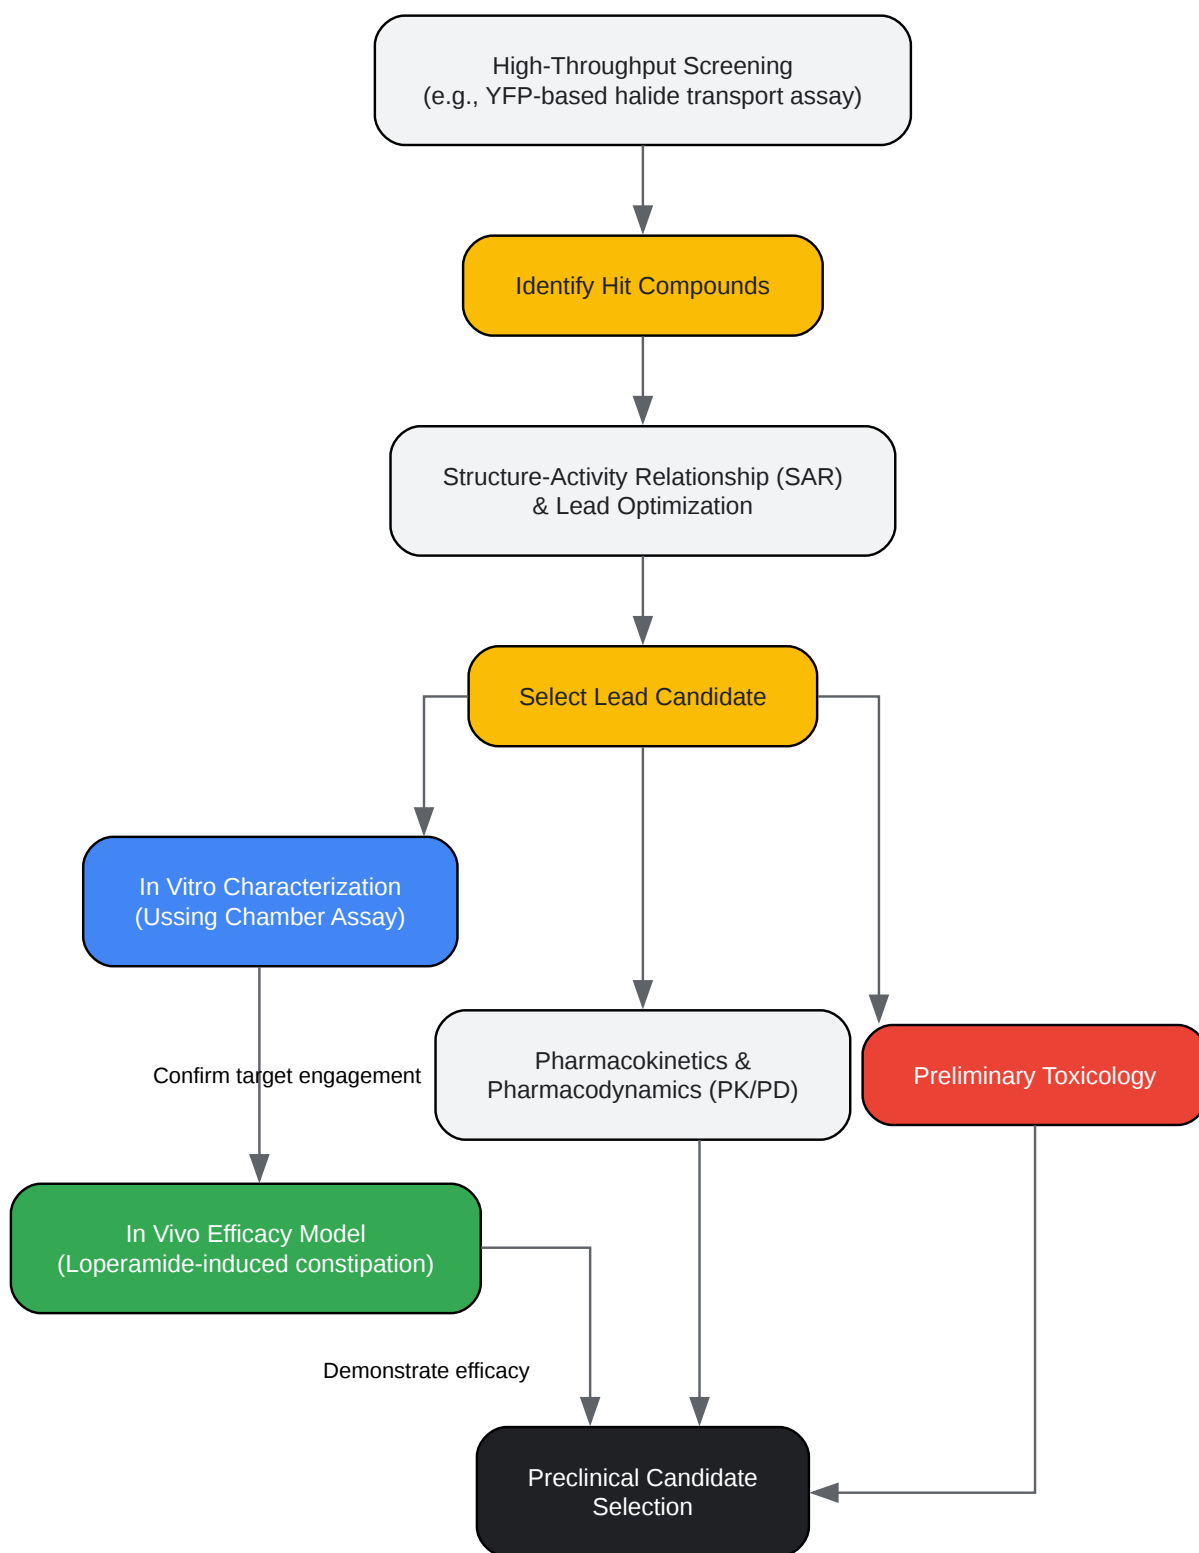 High-Throughput Screening
(e.g., YFP-based halide transport assay)
Identify Hit Compounds
Structure-Activity Relationship (SAR)
& Lead Optimization
Select Lead Candidate
In Vitro Characterization
(Ussing Chamber Assay)
Pharmacokinetics &
Pharmacodynamics (PK/PD)
Preliminary Toxicology
Confirm target engagement
In Vivo Efficacy Model
(Loperamide-induced constipation)
Demonstrate efficacy
Preclinical Candidate
Selection